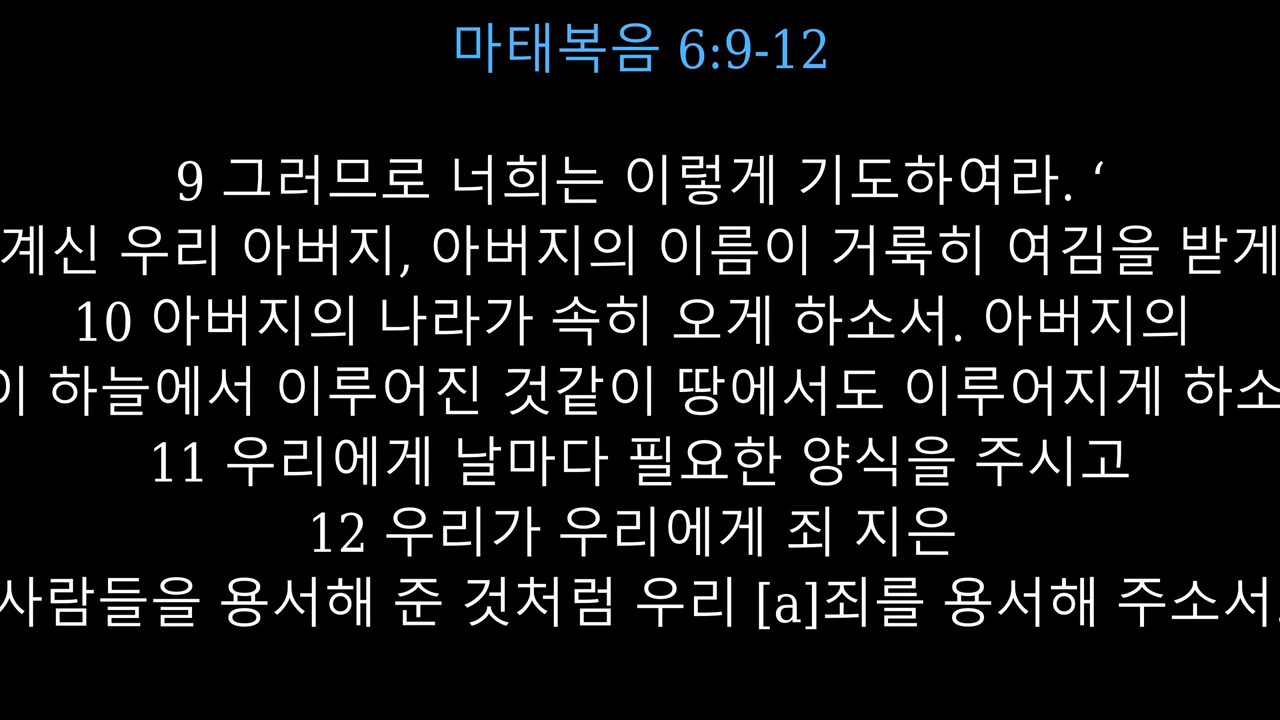 마태복음 6:9-12
9 그러므로 너희는 이렇게 기도하여라. ‘
계신 우리 아버지, 아버지의 이름이 거룩히 여김을 받게
10 아버지의 나라가 속히 오게 하소서. 아버지의
이 하늘에서 이루어진 것같이 땅에서도 이루어지게 하소
11 우리에게 날마다 필요한 양식을 주시고
12 우리가 우리에게 죄 지은
사람들을 용서해 준 것처럼 우리 [a]죄를 용서해 주소서.